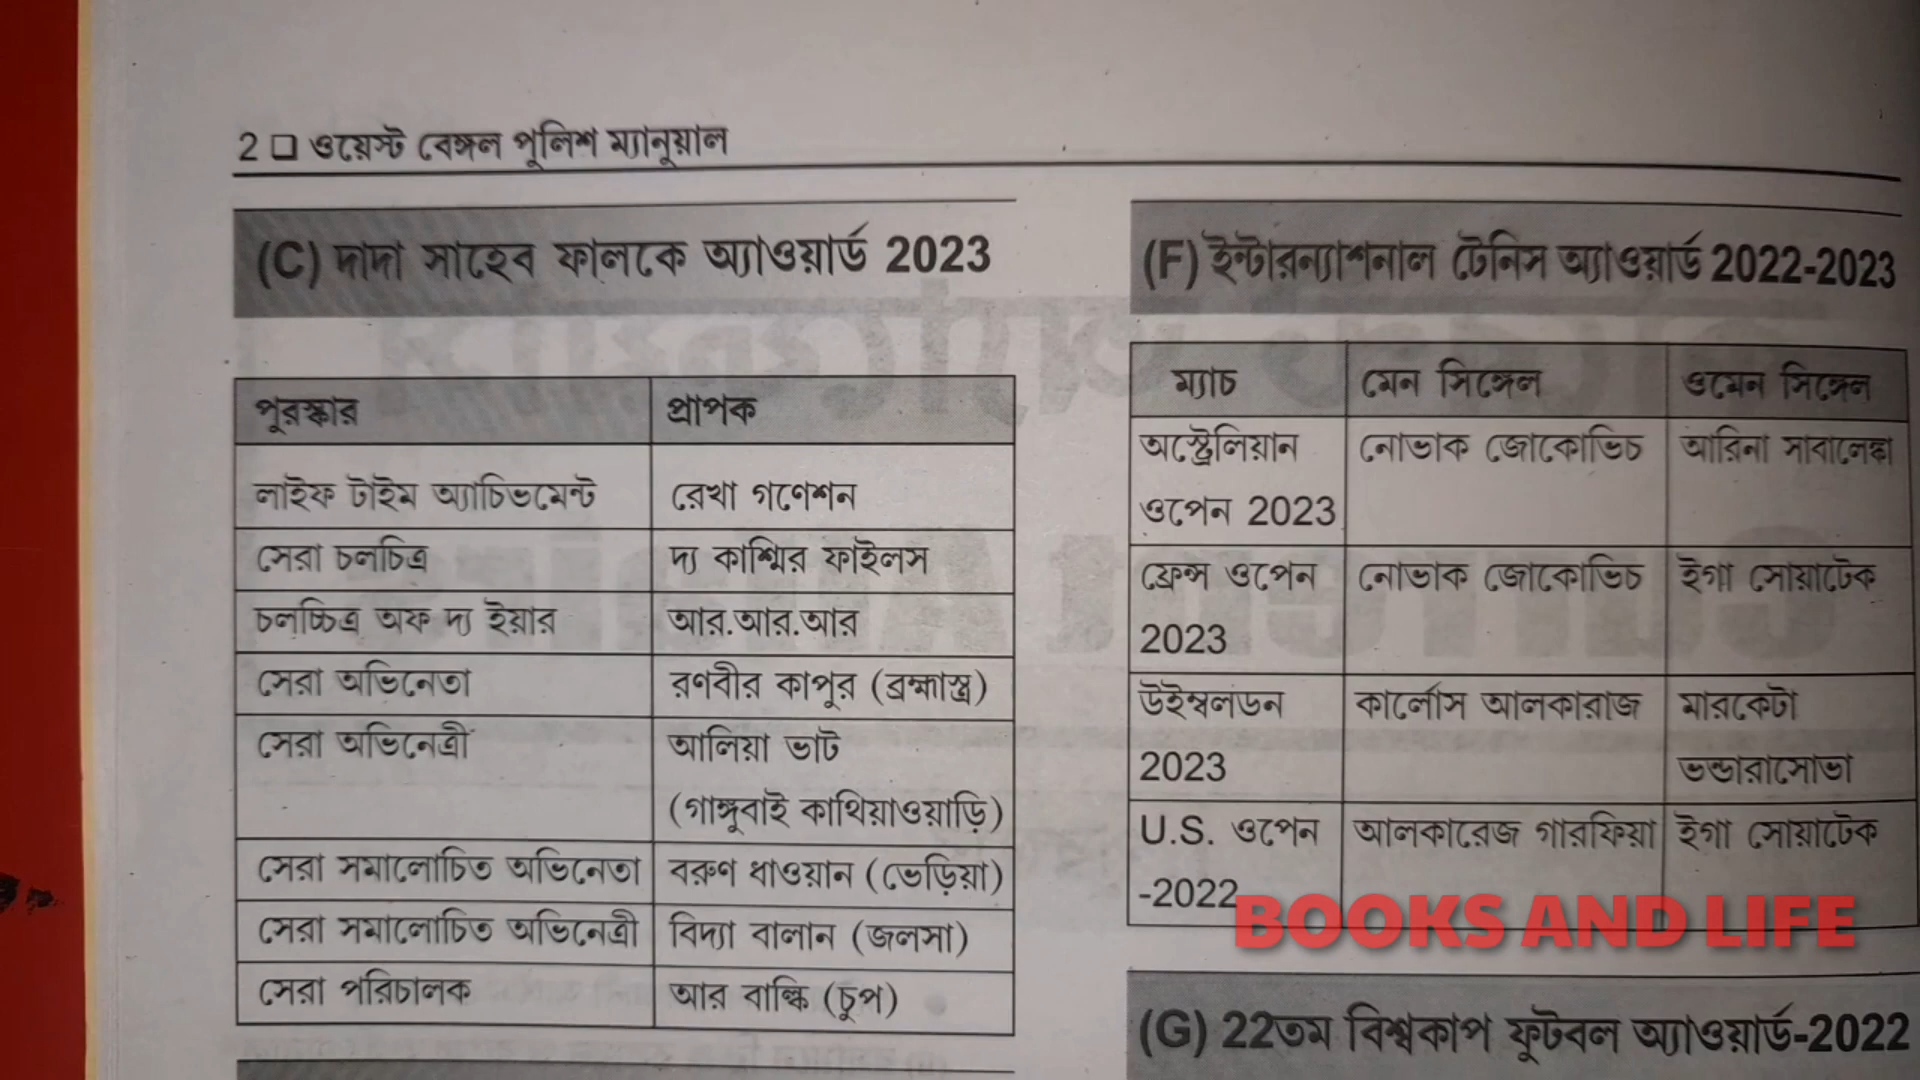 2 □ ওয়েস্ট বেঙ্গল পুলিশ ম্যানুয়াল
(C) দাদা সাহেব ফালকে অ্যাওয়ার্ড 2023
পুরস্কার প্রাপক
লাইফ টাইম অ্যাচিভমেন্ট রেখা গণেশন
সেরা চলচিত্র দ্য কাশ্মির ফাইলস
চলচ্চিত্র অফ দ্য ইয়ার আর.আর.আর
সেরা অভিনেতা রণবীর কাপুর (ব্রহ্মাস্ত্র)
সেরা অভিনেত্রী আলিয়া ভাট
(গাঙ্গুবাই কাথিয়াওয়াড়ি)
সেরা সমালোচিত অভিনেতা বরুণ ধাওয়ান (ভেড়িয়া)
সেরা সমালোচিত অভিনেত্রী বিদ্যা বালান (জলসা)
সেরা পরিচালক আর বাল্কি (চুপ)
(F) ইন্টারন্যাশনাল টেনিস অ্যাওয়ার্ড 2022-2023
ম্যাচ মেন সিঙ্গেল ওমেন সিঙ্গেল
অস্ট্রেলিয়ান নোভাক জোকোভিচ আরিনা সাবালেঙ্কা
ওপেন 2023
ফ্রেন্স ওপেন নোভাক জোকোভিচ ইগা সোয়াটেক
2023
উইম্বলডন কার্লোস আলকারাজ মারকেটা
2023 ভন্ডারাসোভা
U.S. ওপেন আলকারেজ গারফিয়া ইগা সোয়াটেক
-2022
BOOKS AND LIFE
(G) 22তম বিশ্বকাপ ফুটবল অ্যাওয়ার্ড-2022